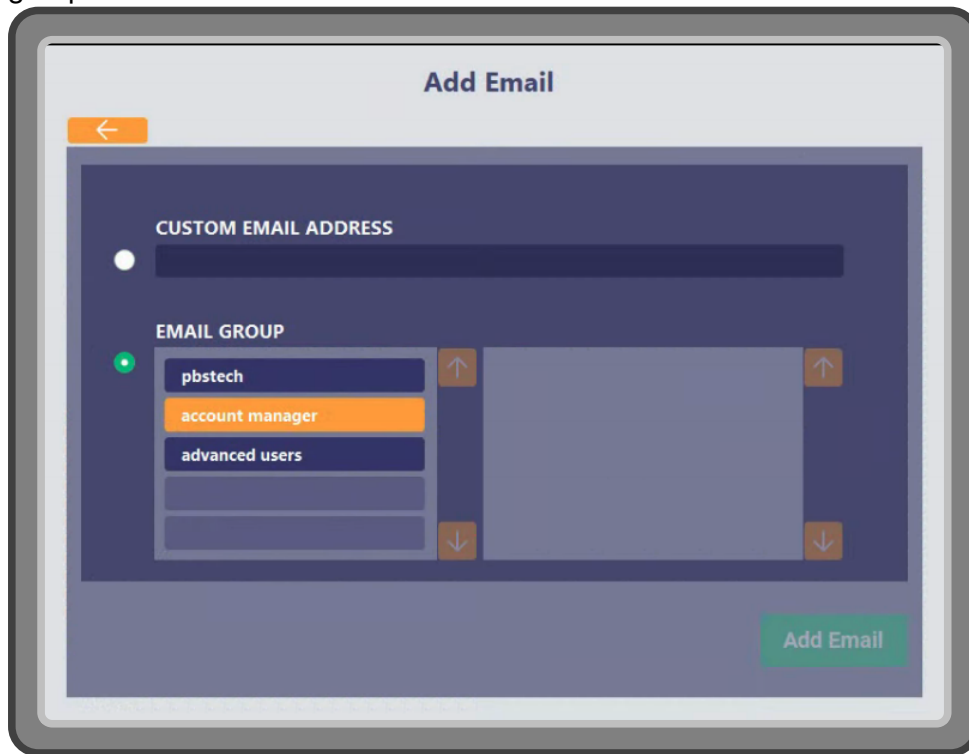 Add Email
CUSTOM EMAIL ADDRESS
EMAIL GROUP
pbstech
account manager
advanced users
Add Email